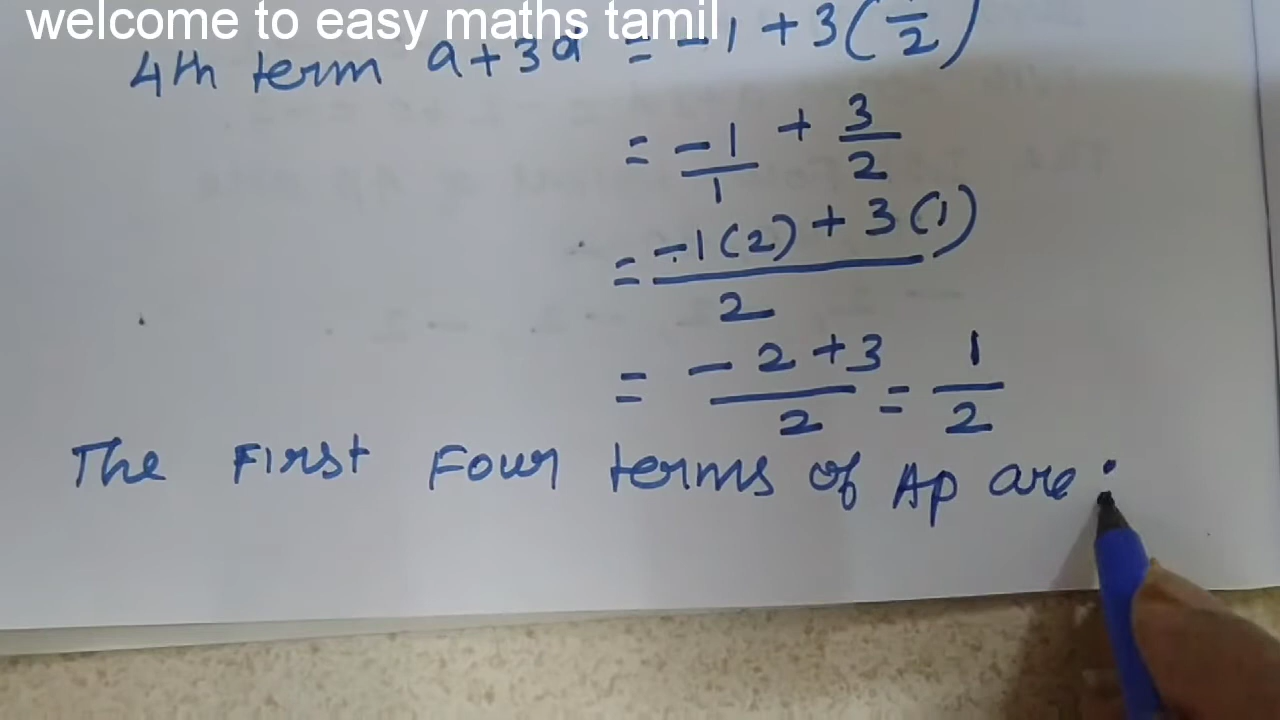 welcome to easy maths tamil
4th term a+3d = -1 + 3(1/2)
= -1/1 + 3/2
= -1(2) + 3(1)/2
= -2+3/2 = 1/2
The First Four terms of AP are: